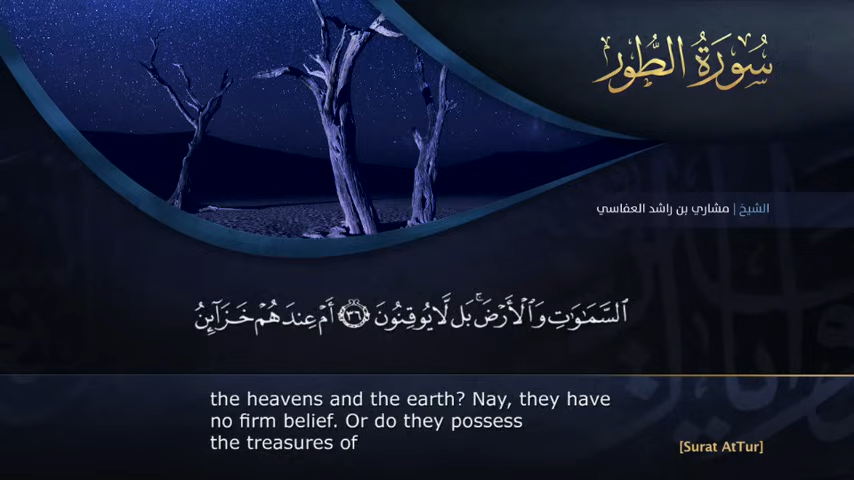 سُورَةُ الطُّورِ
الشيخ | مشاري بن راشد العفاسي
ٱلسَّمَٰوَٰتِ وَٱلْأَرْضَۚ بَل لَّا يُوقِنُونَ ٣٦ أَمْ عِندَهُمْ خَزَآئِنُ
the heavens and the earth? Nay, they have
no firm belief. Or do they possess
the treasures of
[Surat AtTur]